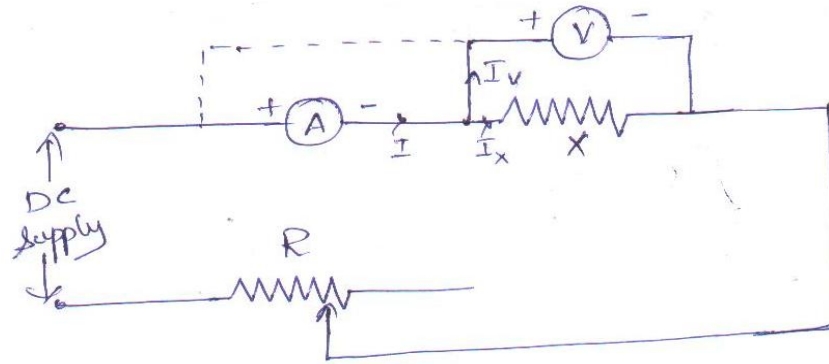 + V -
I_V
+ A -
I
I_X
X
DC
Supply
R